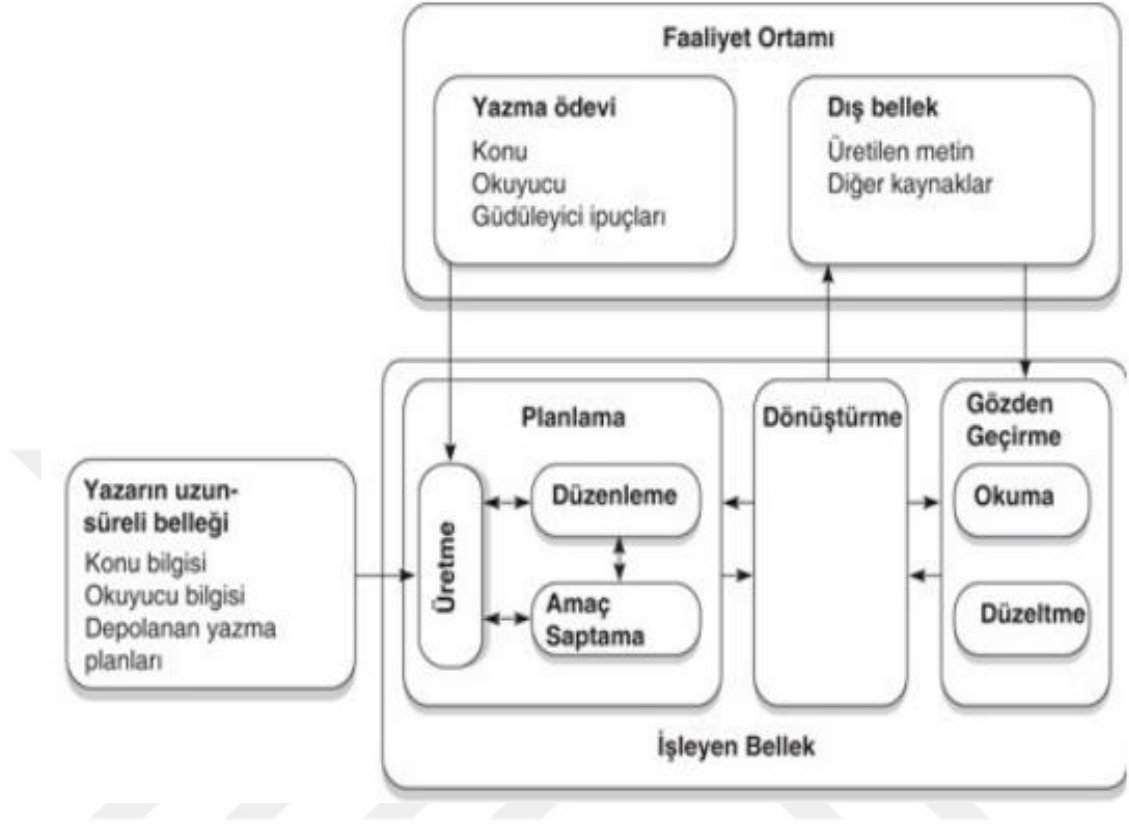 Faaliyet Ortamı
Yazma ödevi
Konu
Okuyucu
Güdüleyici ipuçları
Dış bellek
Üretilen metin
Diğer kaynaklar
Yazarın uzun-
süreli belleği
Konu bilgisi
Okuyucu bilgisi
Depolanan yazma
planları
Planlama
Üretme
Düzenleme
Amaç
Saptama
Dönüştürme
Gözden
Geçirme
Okuma
Düzeltme
İşleyen Bellek